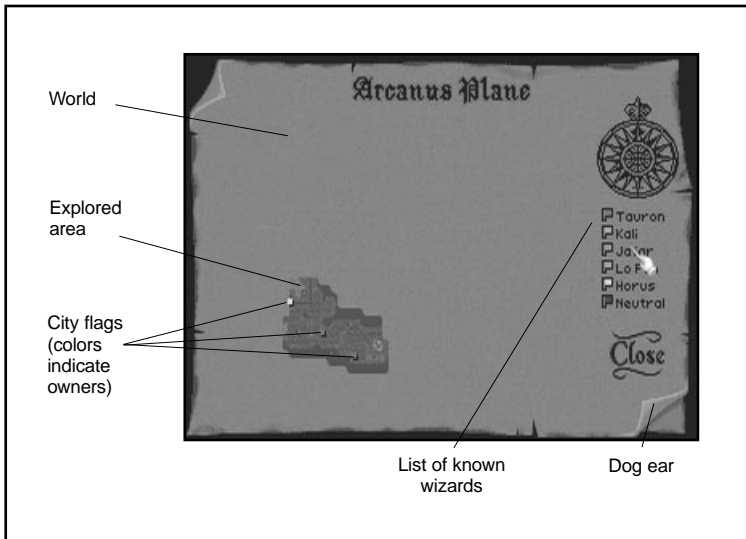 Arcanus Plane
World
Explored
area
City flags
(colors
indicate
owners)
Tauron
Kali
Jafar
Horus
Neutral
Close
List of known
wizards
Dog ear